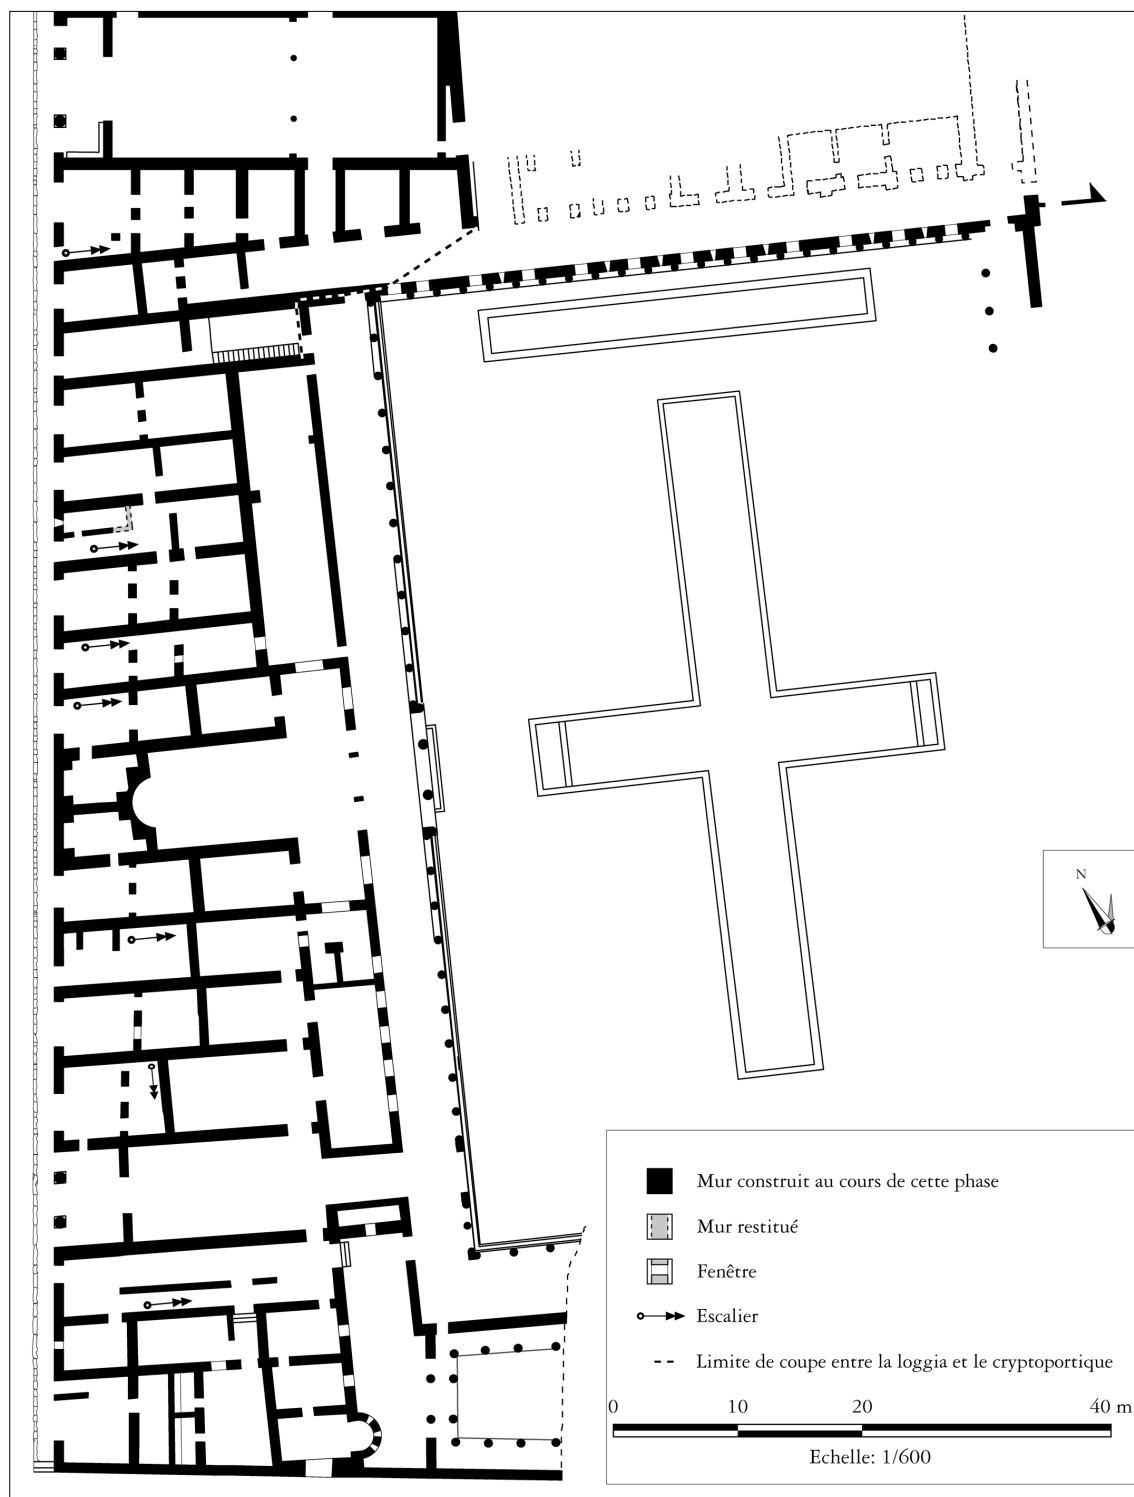 N
Mur construit au cours de cette phase
Mur restitué
Fenêtre
Escalier
Limite de coupe entre la loggia et le cryptoportique
0 10 20 40 m
Echelle: 1/600